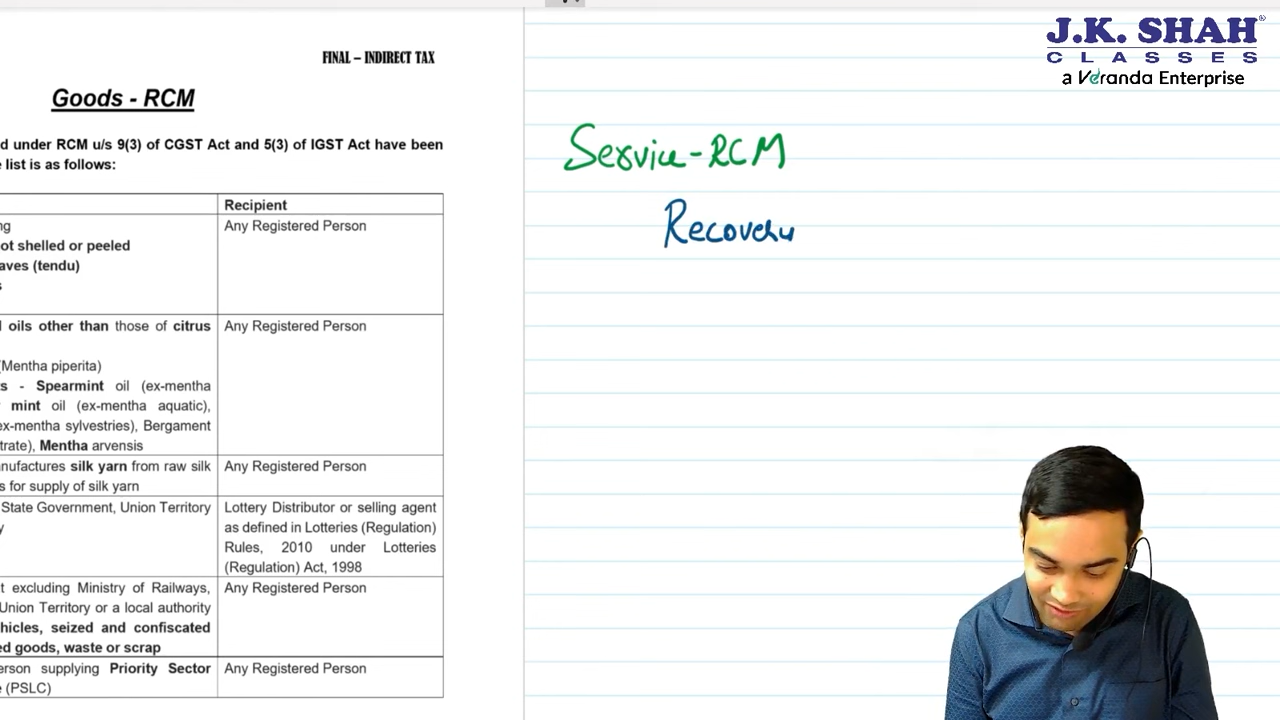 J.K. SHAH®
CLASSES
a Veranda Enterprise
FINAL – INDIRECT TAX
Goods - RCM
d under RCM u/s 9(3) of CGST Act and 5(3) of IGST Act have been
e list is as follows:
Recipient
ng
Any Registered Person
ot shelled or peeled
aves (tendu)
s
l oils other than those of citrus
Any Registered Person
(Mentha piperita)
s - Spearmint oil (ex-mentha
mint oil (ex-mentha aquatic),
ex-mentha sylvestries), Bergament
trate), Mentha arvensis
nufactures silk yarn from raw silk
Any Registered Person
s for supply of silk yarn
State Government, Union Territory
y
Lottery Distributor or selling agent
as defined in Lotteries (Regulation)
Rules, 2010 under Lotteries
(Regulation) Act, 1998
t excluding Ministry of Railways,
Any Registered Person
Union Territory or a local authority
hicles, seized and confiscated
ed goods, waste or scrap
erson supplying Priority Sector
Any Registered Person
e (PSLC)
Service-RCM
Recovery